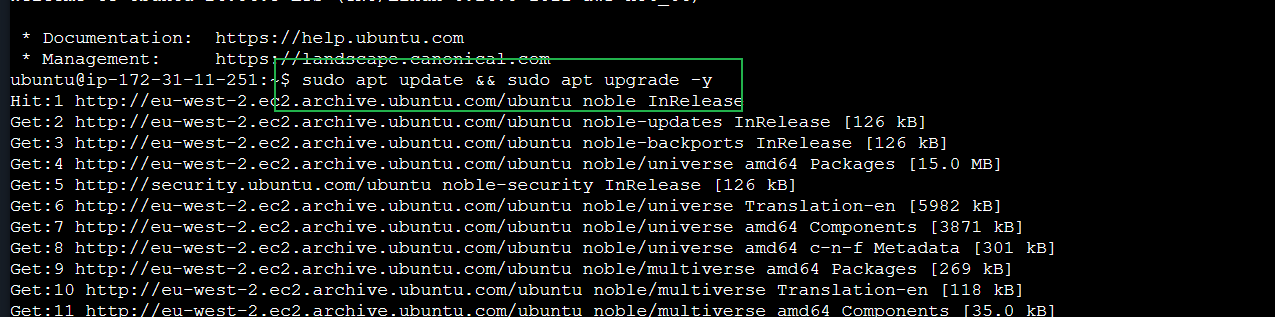 * Documentation:  https://help.ubuntu.com
* Management:     https://landscape.canonical.com
ubuntu@ip-172-31-11-251:~$ sudo apt update && sudo apt upgrade -y
Hit:1 http://eu-west-2.ec2.archive.ubuntu.com/ubuntu noble InRelease
Get:2 http://eu-west-2.ec2.archive.ubuntu.com/ubuntu noble-updates InRelease [126 kB]
Get:3 http://eu-west-2.ec2.archive.ubuntu.com/ubuntu noble-backports InRelease [126 kB]
Get:4 http://eu-west-2.ec2.archive.ubuntu.com/ubuntu noble/universe amd64 Packages [15.0 MB]
Get:5 http://security.ubuntu.com/ubuntu noble-security InRelease [126 kB]
Get:6 http://eu-west-2.ec2.archive.ubuntu.com/ubuntu noble/universe Translation-en [5982 kB]
Get:7 http://eu-west-2.ec2.archive.ubuntu.com/ubuntu noble/universe amd64 Components [3871 kB]
Get:8 http://eu-west-2.ec2.archive.ubuntu.com/ubuntu noble/universe amd64 c-n-f Metadata [301 kB]
Get:9 http://eu-west-2.ec2.archive.ubuntu.com/ubuntu noble/multiverse amd64 Packages [269 kB]
Get:10 http://eu-west-2.ec2.archive.ubuntu.com/ubuntu noble/multiverse Translation-en [118 kB]
Get:11 http://eu-west-2.ec2.archive.ubuntu.com/ubuntu noble/multiverse amd64 Components [35.0 kB]